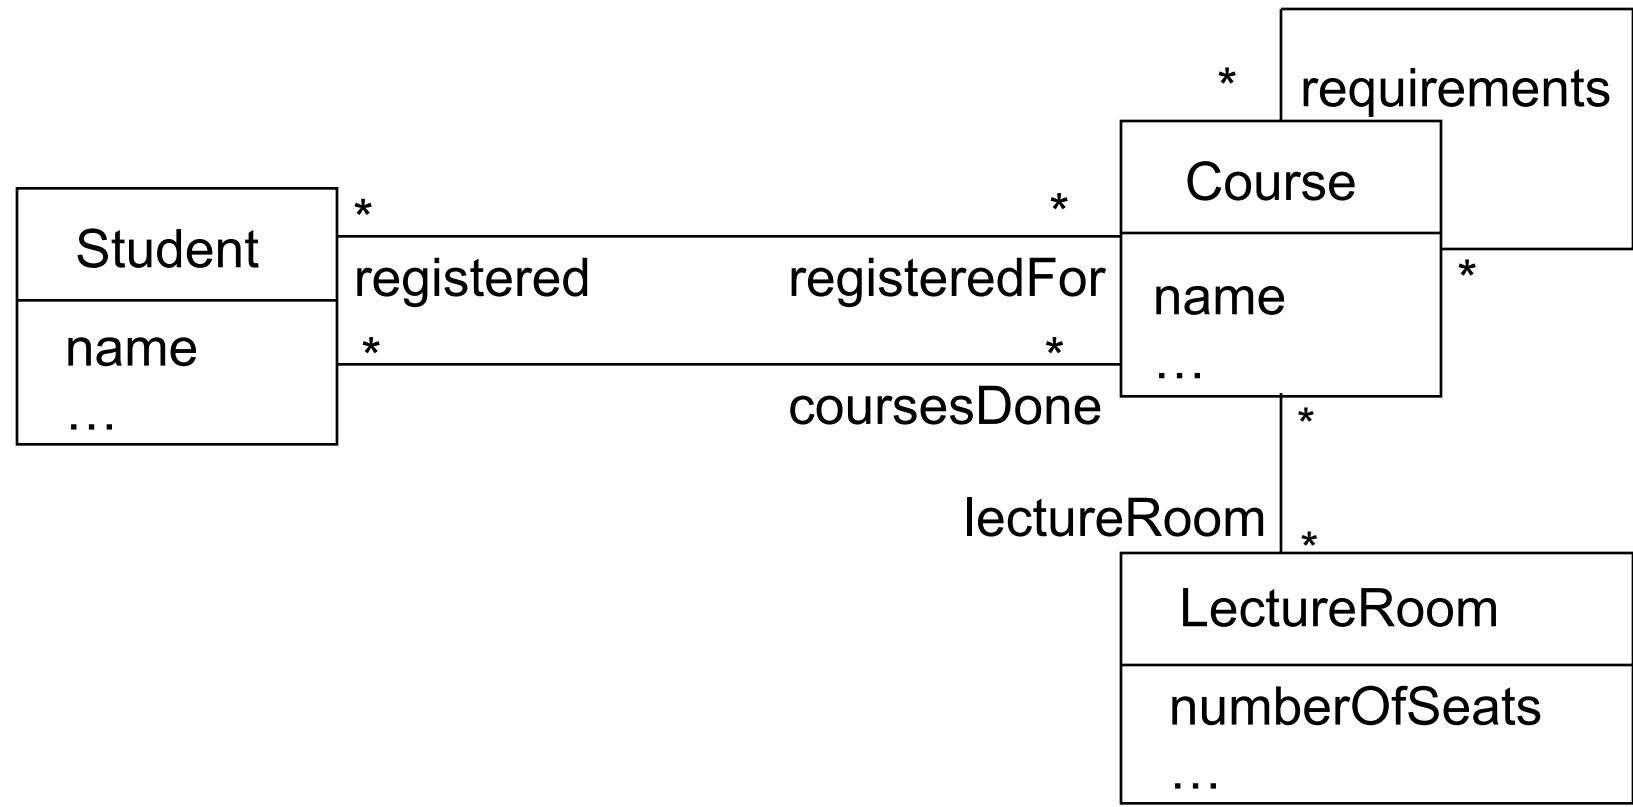 *
requirements
Course
name
…
*
Student
name
…
*
registered
*
registeredFor
*
*
coursesDone
*
lectureRoom
*
LectureRoom
numberOfSeats
…